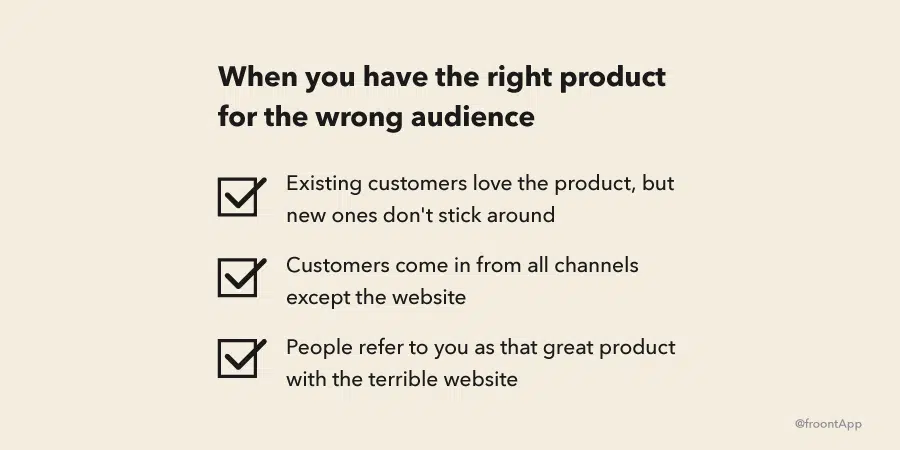 When you have the right product
for the wrong audience
Existing customers love the product, but
new ones don't stick around
Customers come in from all channels
except the website
People refer to you as that great product
with the terrible website
@froontApp